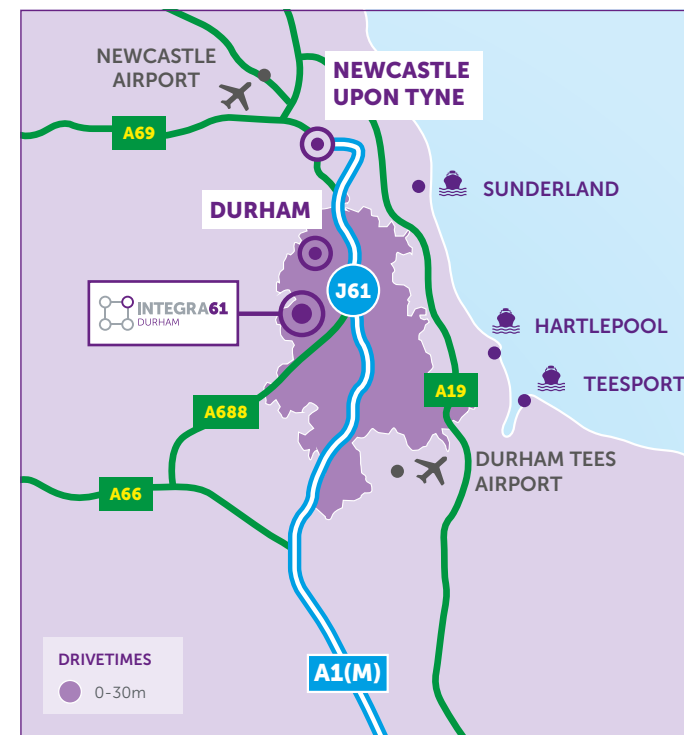 NEWCASTLE
AIRPORT
NEWCASTLE
UPON TYNE
A69
SUNDERLAND
DURHAM
J61
INTEGRA61
DURHAM
HARTLEPOOL
TEESPORT
A19
A688
DURHAM TEES
AIRPORT
A66
DRIVETIMES
0-30m
A1(M)